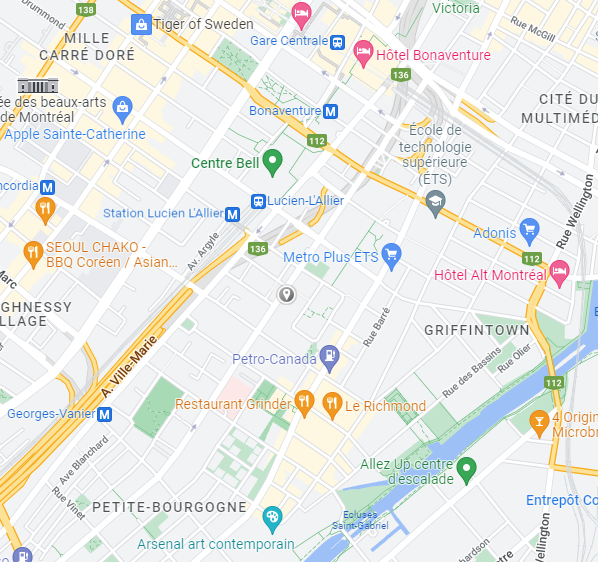 Drummond
138
Tiger of Sweden
Victoria
Rue McGill
MILLE
CARRÉ DORÉ
Gare Centrale
Hôtel Bonaventure
136
ée des beaux-arts
de Montréal
Apple Sainte-Catherine
Bonaventure M
CITÉ DU
MULTIMÉD
112
École de
technologie
supérieure
(ÉTS)
Centre Bell
ncordia M
Lucien-L'Allier
Station Lucien L'Allier M
Rue Wellington
Adonis
SEOUL CHAKO -
BBQ Coréen / Asian...
Av. Argyle
136
Metro Plus ETS
112
Hôtel Alt Montréal
Marc
GHNESSY
LLAGE
Rue Barré
GRIFFINTOWN
A. Ville-Marie
Petro-Canada
Rue Olier
Rue des Bassins
112
Restaurant Grinder
Le Richmond
Georges-Vanier M
4 Origin
Microbr
Ave Blanchard
Allez Up centre
d'escalade
Rue Vinet
PETITE-BOURGOGNE
Entrepôt Co
Écluses
Saint-Gabriel
Arsenal art contemporain
ellington
hardson
tre